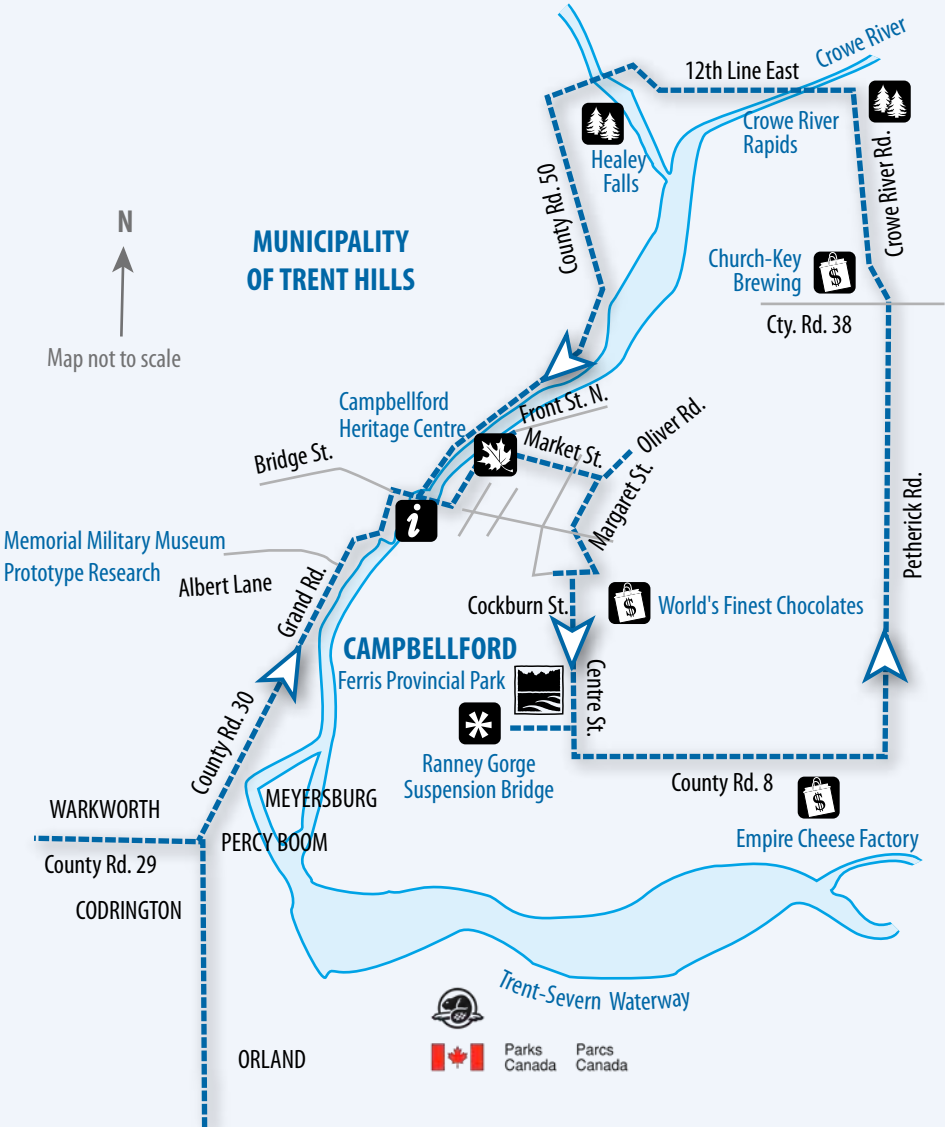 Crowe River
12th Line East
Crowe River
Rapids
Healey
Falls
County Rd. 50
Crowe River Rd.
N
MUNICIPALITY
OF TRENT HILLS
Church-Key
Brewing
$
Cty. Rd. 38
Map not to scale
Campbellford
Heritage Centre
Front St. N.
Market St.
Oliver Rd.
Bridge St.
Margaret St.
i
Petherick Rd.
Memorial Military Museum
Prototype Research
Albert Lane
Grand Rd.
Cockburn St.
$
World's Finest Chocolates
CAMPBELLFORD
Ferris Provincial Park
Centre St.
County Rd. 30
Ranney Gorge
Suspension Bridge
County Rd. 8
$
Empire Cheese Factory
MEYERSBURG
WARKWORTH
PERCY BOOM
County Rd. 29
CODRINGTON
Trent-Severn Waterway
ORLAND
Parks
Canada
Parcs
Canada